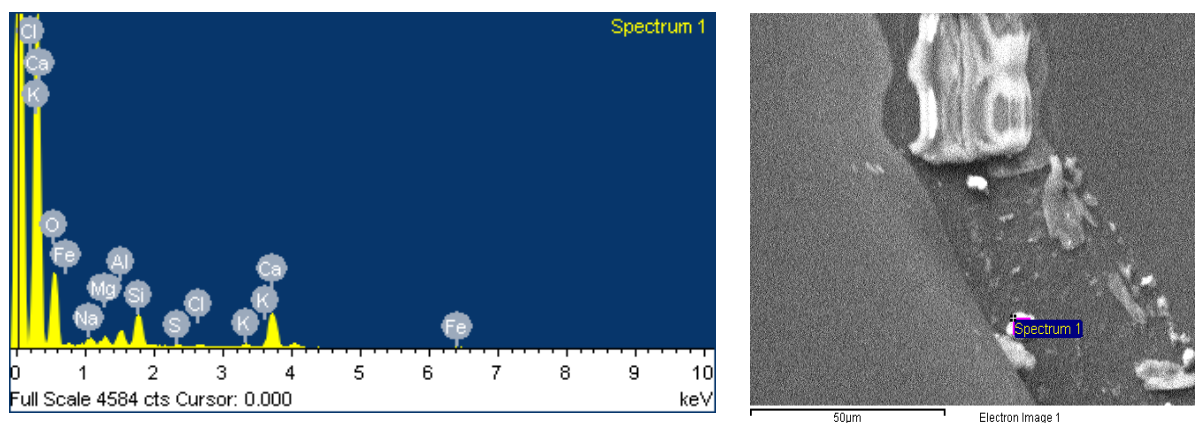 Spectrum 1
Cl
Ca
K
O
Fe
Na
Mg
Al
Si
S
Cl
K
K
Ca
Fe
0 1 2 3 4 5 6 7 8 9 10
Full Scale 4584 cts Cursor: 0.000 keV
Spectrum 1
50µm Electron Image 1